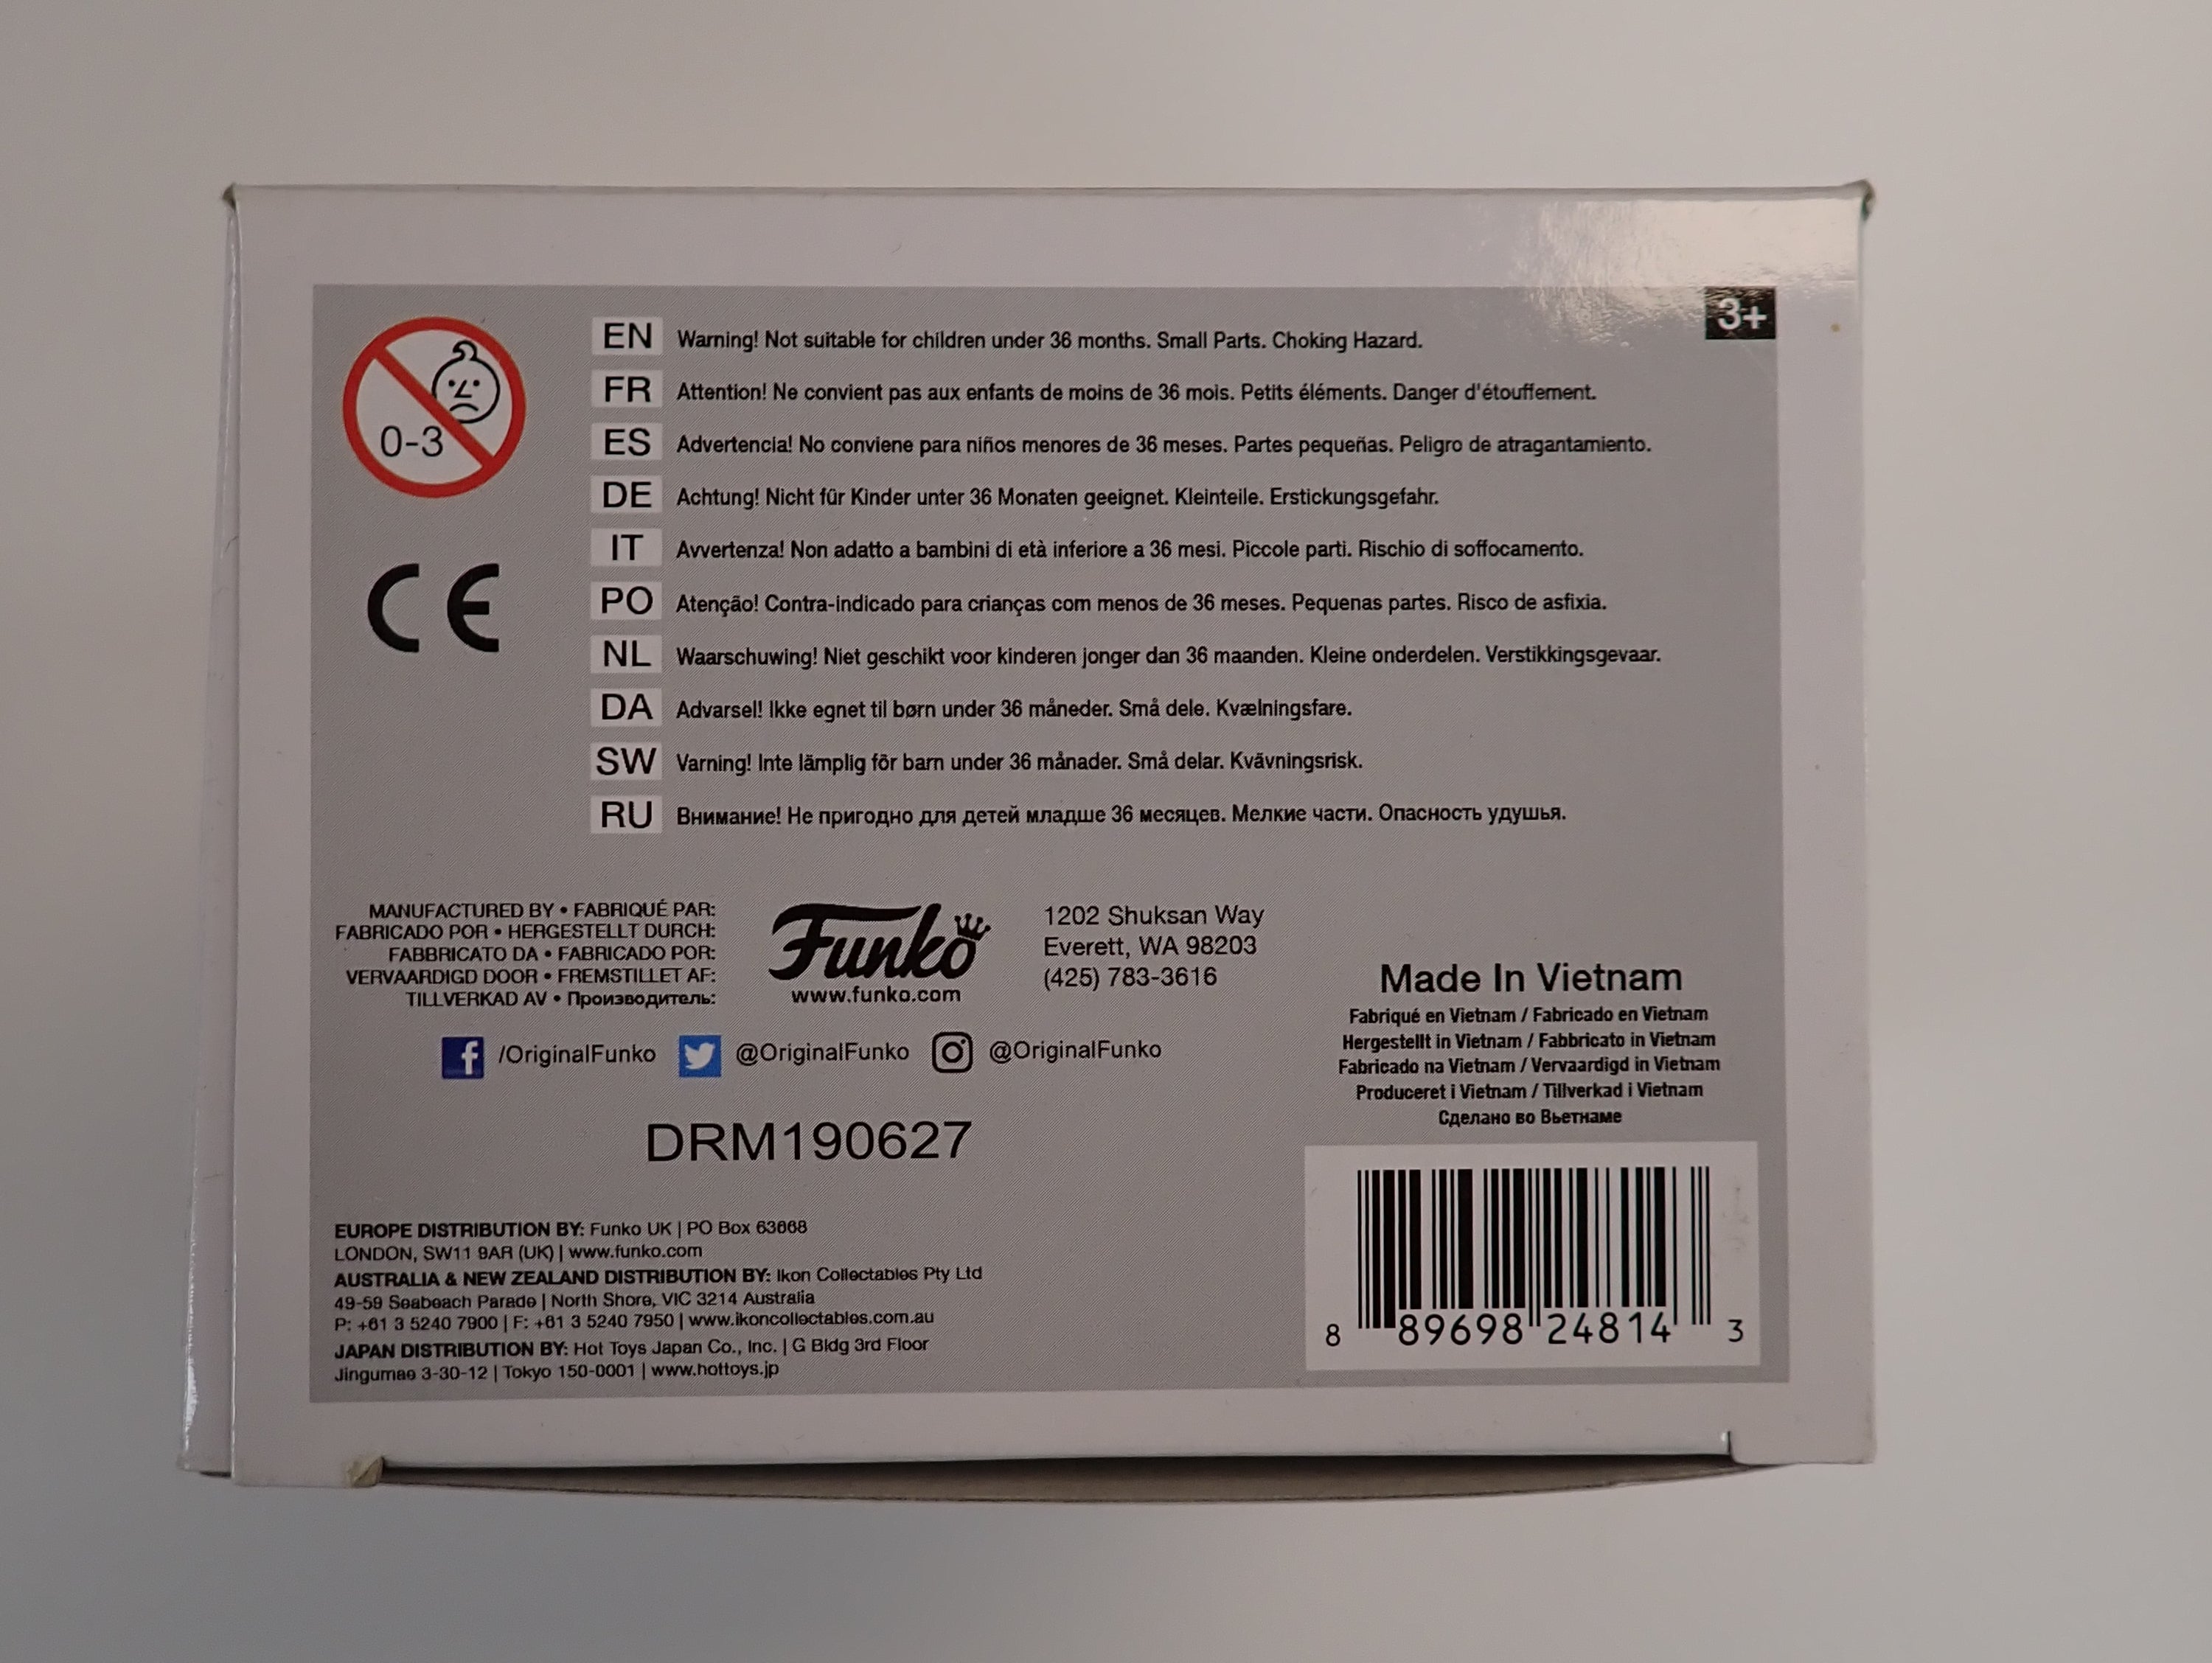 3+
0-3
CE
EN Warning! Not suitable for children under 36 months. Small Parts. Choking Hazard.
FR Attention! Ne convient pas aux enfants de moins de 36 mois. Petits éléments. Danger d'étouffement.
ES Advertencia! No conviene para niños menores de 36 meses. Partes pequeñas. Peligro de atragantamiento.
DE Achtung! Nicht für Kinder unter 36 Monaten geeignet. Kleinteile. Erstickungsgefahr.
IT Avvertenza! Non adatto a bambini di età inferiore a 36 mesi. Piccole parti. Rischio di soffocamento.
PO Atenção! Contra-indicado para crianças com menos de 36 meses. Pequenas partes. Risco de asfixia.
NL Waarschuwing! Niet geschikt voor kinderen jonger dan 36 maanden. Kleine onderdelen. Verstikkingsgevaar.
DA Advarsel! Ikke egnet til børn under 36 måneder. Små dele. Kvælningsfare.
SW Varning! Inte lämplig för barn under 36 månader. Små delar. Kvävningsrisk.
RU Внимание! Не пригодно для детей младше 36 месяцев. Мелкие части. Опасность удушья.
MANUFACTURED BY • FABRIQUÉ PAR:
FABRICADO POR • HERGESTELLT DURCH:
FABBRICATO DA • FABRICADO POR:
VERVAARDIGD DOOR • FREMSTILLET AF:
TILLVERKAD AV • Производитель:
Funko
www.funko.com
1202 Shuksan Way
Everett, WA 98203
(425) 783-3616
/OriginalFunko @OriginalFunko @OriginalFunko
DRM190627
Made In Vietnam
Fabriqué en Vietnam / Fabricado en Vietnam
Hergestellt in Vietnam / Fabbricato in Vietnam
Fabricado na Vietnam / Vervaardigd in Vietnam
Produceret i Vietnam / Tillverkad i Vietnam
Сделано во Вьетнаме
EUROPE DISTRIBUTION BY: Funko UK | PO Box 63668
LONDON, SW11 9AR (UK) | www.funko.com
AUSTRALIA & NEW ZEALAND DISTRIBUTION BY: Ikon Collectables Pty Ltd
49-59 Seabeach Parade | North Shore, VIC 3214 Australia
P: +61 3 5240 7900 | F: +61 3 5240 7950 | www.ikoncollectables.com.au
JAPAN DISTRIBUTION BY: Hot Toys Japan Co., Inc. | G Bldg 3rd Floor
Jingumae 3-30-12 | Tokyo 150-0001 | www.hottoys.jp
8 89698 24814 3